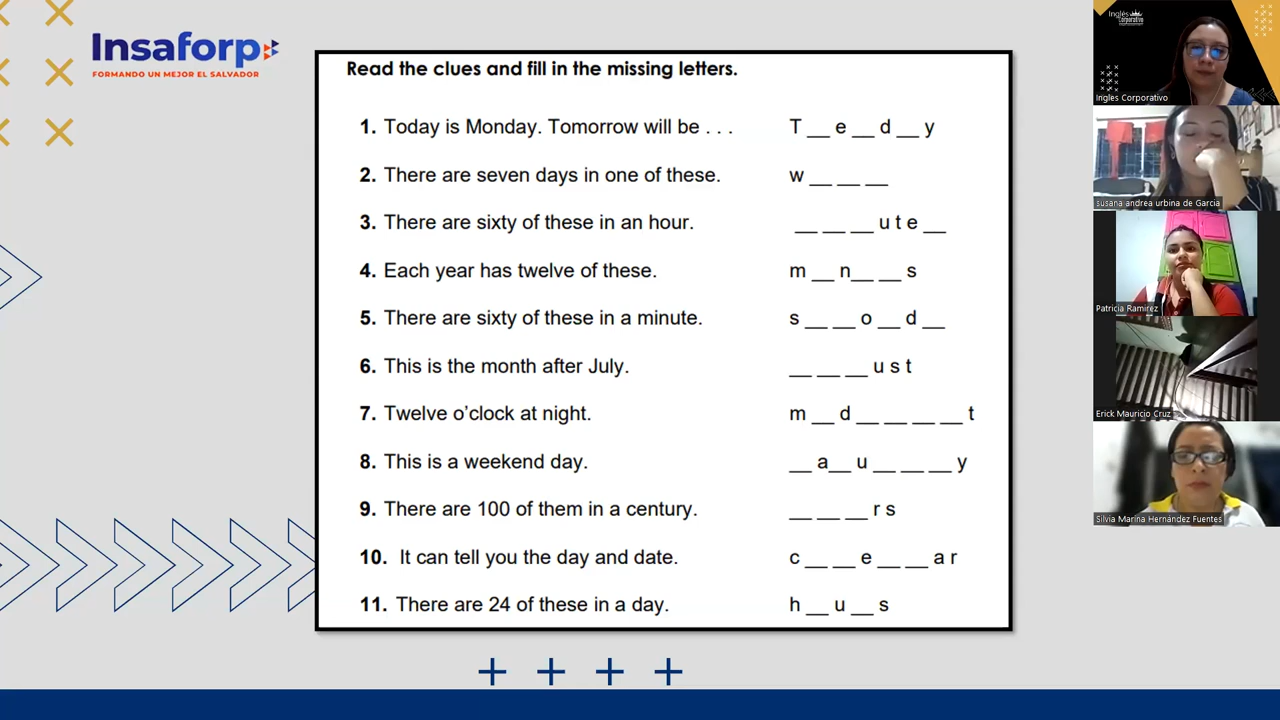 Insaforp
FORMANDO UN MEJOR EL SALVADOR
Read the clues and fill in the missing letters.
1. Today is Monday. Tomorrow will be . . . T __ e __ d __ y
2. There are seven days in one of these. w __ __ __
3. There are sixty of these in an hour. __ __ __ u t e __
4. Each year has twelve of these. m __ n__ __ s
5. There are sixty of these in a minute. s __ __ o __ d __
6. This is the month after July. __ __ __ u s t
7. Twelve o’clock at night. m __ d __ __ __ __ t
8. This is a weekend day. __ a__ u __ __ __ y
9. There are 100 of them in a century. __ __ __ r s
10. It can tell you the day and date. c __ __ e __ __ a r
11. There are 24 of these in a day. h __ u __ s
Inglés
Corporativo
Ingles Corporativo
susana andrea urbina de Garcia
Patricia Ramirez
Erick Mauricio Cruz
Silvia Marina Hernández Fuentes